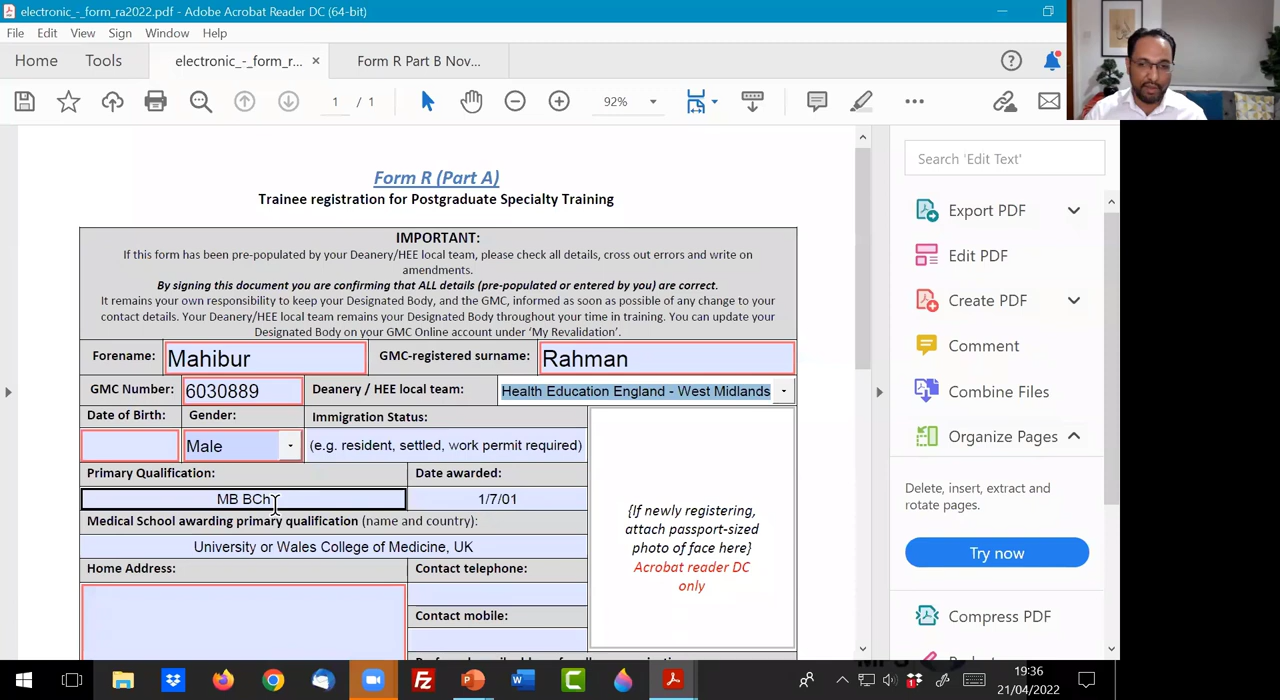 electronic_-_form_ra2022.pdf - Adobe Acrobat Reader DC (64-bit)
File Edit View Sign Window Help
Home Tools electronic_-_form_r... × Form R Part B Nov...
1 / 1 92%
Form R (Part A)
Trainee registration for Postgraduate Specialty Training
IMPORTANT:
If this form has been pre-populated by your Deanery/HEE local team, please check all details, cross out errors and write on
amendments.
By signing this document you are confirming that ALL details (pre-populated or entered by you) are correct.
It remains your own responsibility to keep your Designated Body, and the GMC, informed as soon as possible of any change to your
contact details. Your Deanery/HEE local team remains your Designated Body throughout your time in training. You can update your
Designated Body on your GMC Online account under ‘My Revalidation’.
Forename: Mahibur GMC-registered surname: Rahman
GMC Number: 6030889 Deanery / HEE local team: Health Education England - West Midlands
Date of Birth: Gender: Immigration Status:
Male (e.g. resident, settled, work permit required)
Primary Qualification: Date awarded:
MB BCh 1/7/01
Medical School awarding primary qualification (name and country):
University or Wales College of Medicine, UK
Home Address: Contact telephone:
Contact mobile:
{If newly registering,
attach passport-sized
photo of face here}
Acrobat reader DC
only
Search 'Edit Text'
Export PDF
Edit PDF
Create PDF
Comment
Combine Files
Organize Pages
Delete, insert, extract and
rotate pages.
Try now
Compress PDF
19:36
21/04/2022